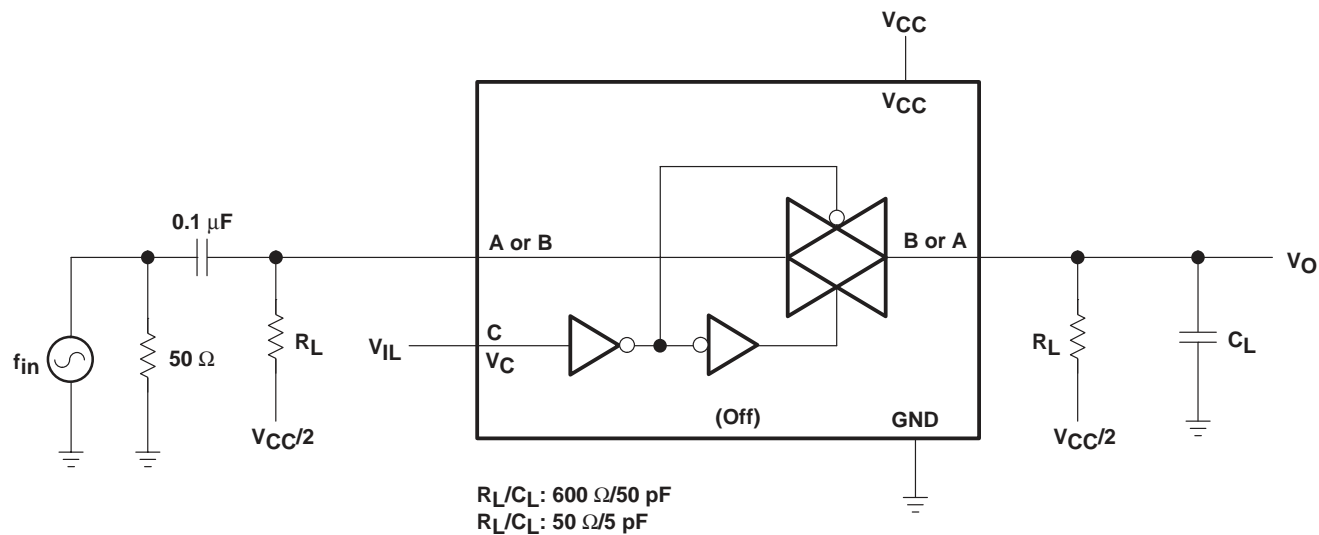 VCC
VCC
0.1 μF
A or B
B or A
VO
fin
50 Ω
RL
VCC/2
VIL
C
VC
(Off)
GND
RL
VCC/2
CL
RL/CL: 600 Ω/50 pF
RL/CL: 50 Ω/5 pF